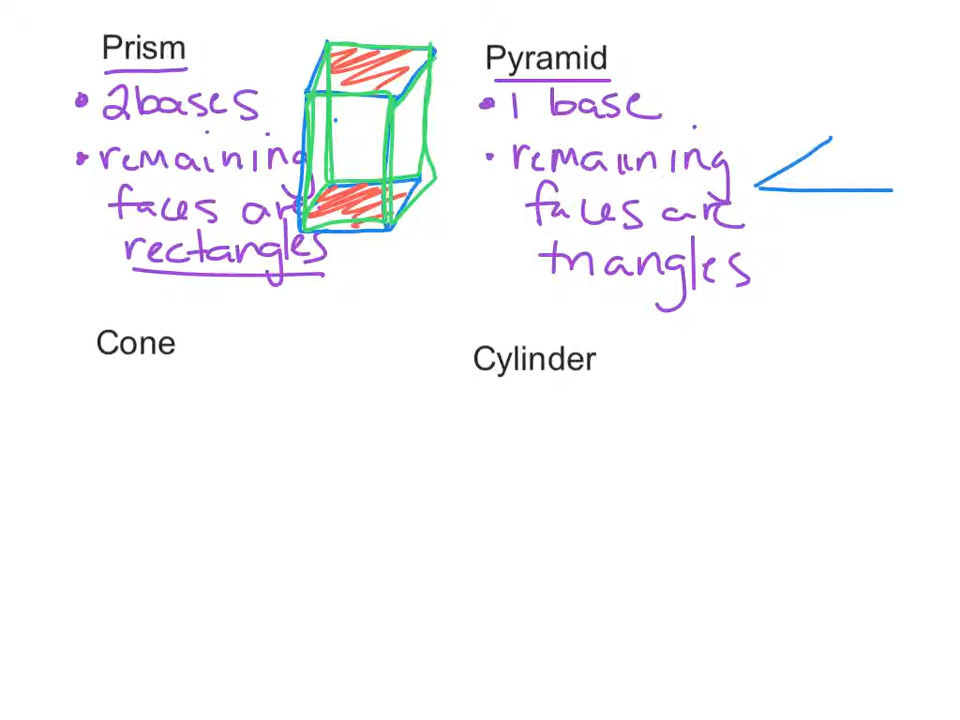 Prism
• 2 bases
• remaining
faces are
rectangles
Pyramid
• 1 base
• remaining
faces are
triangles
Cone
Cylinder